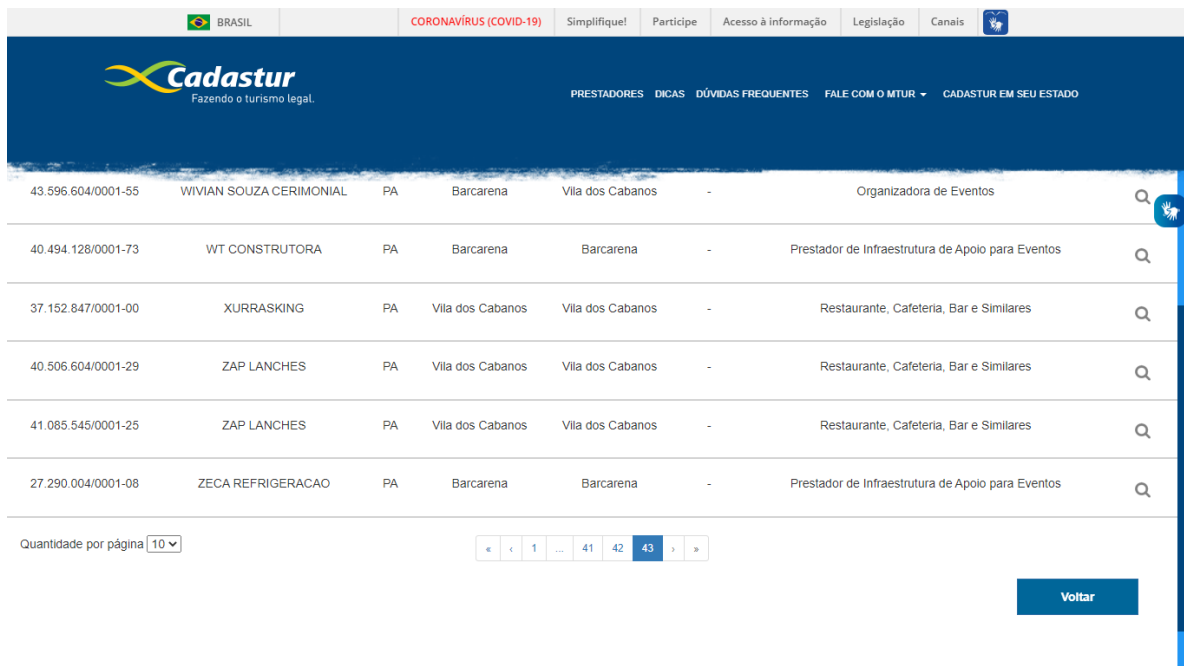 BRASIL CORONAVÍRUS (COVID-19) Simplifique! Participe Acesso à informação Legislação Canais
Cadastur
Fazendo o turismo legal.
PRESTADORES DICAS DÚVIDAS FREQUENTES FALE COM O MTUR CADASTUR EM SEU ESTADO
43.596.604/0001-55 WIVIAN SOUZA CERIMONIAL PA Barcarena Vila dos Cabanos - Organizadora de Eventos
40.494.128/0001-73 WT CONSTRUTORA PA Barcarena Barcarena - Prestador de Infraestrutura de Apoio para Eventos
37.152.847/0001-00 XURRASKING PA Vila dos Cabanos Vila dos Cabanos - Restaurante, Cafeteria, Bar e Similares
40.506.604/0001-29 ZAP LANCHES PA Vila dos Cabanos Vila dos Cabanos - Restaurante, Cafeteria, Bar e Similares
41.085.545/0001-25 ZAP LANCHES PA Vila dos Cabanos Vila dos Cabanos - Restaurante, Cafeteria, Bar e Similares
27.290.004/0001-08 ZECA REFRIGERACAO PA Barcarena Barcarena - Prestador de Infraestrutura de Apoio para Eventos
Quantidade por página 10 « ‹ 1 ... 41 42 43 › »
Voltar